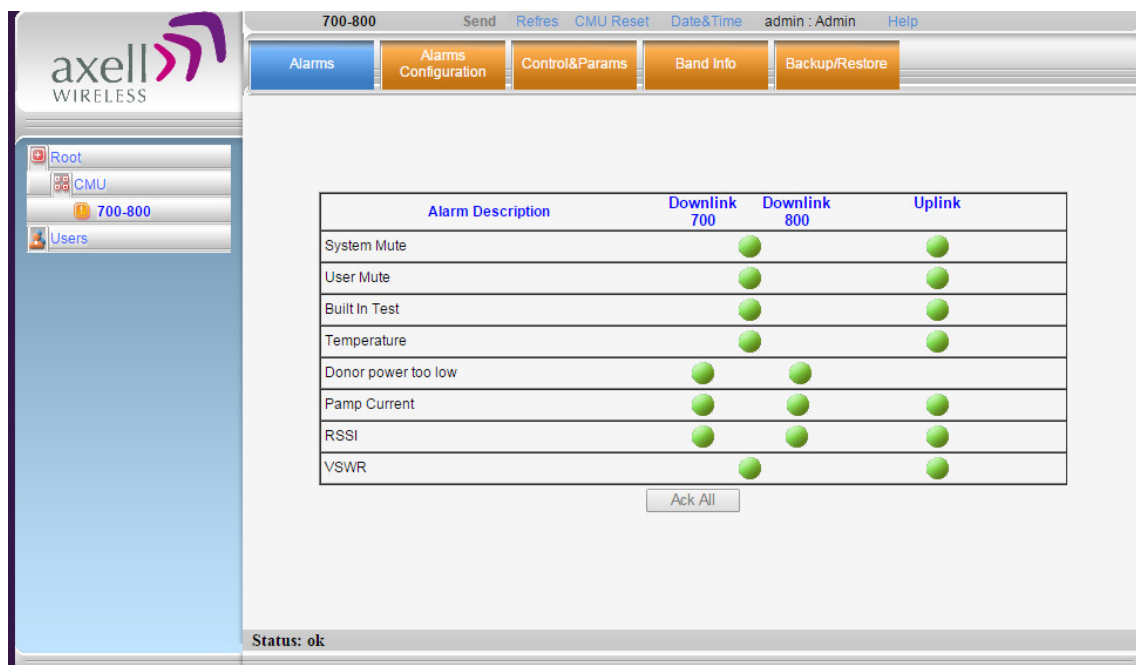 axell
WIRELESS
700-800 Send Refres CMU Reset Date&Time admin : Admin Help
Alarms
Alarms
Configuration
Control&Params
Band Info
Backup/Restore
Root
CMU
700-800
Users
Alarm Description
Downlink
700
Downlink
800
Uplink
System Mute
User Mute
Built In Test
Temperature
Donor power too low
Pamp Current
RSSI
VSWR
Ack All
Status: ok